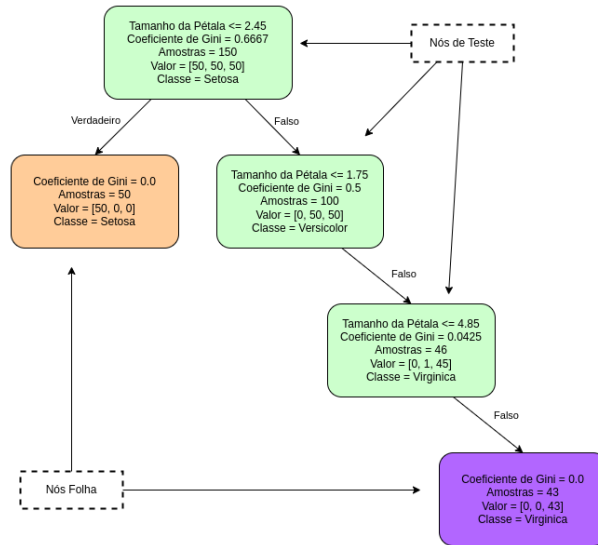 Tamanho da Pétala <= 2.45
Coeficiente de Gini = 0.6667
Amostras = 150
Valor = [50, 50, 50]
Classe = Setosa
Nós de Teste
Verdadeiro
Falso
Coeficiente de Gini = 0.0
Amostras = 50
Valor = [50, 0, 0]
Classe = Setosa
Tamanho da Pétala <= 1.75
Coeficiente de Gini = 0.5
Amostras = 100
Valor = [0, 50, 50]
Classe = Versicolor
Falso
Tamanho da Pétala <= 4.85
Coeficiente de Gini = 0.0425
Amostras = 46
Valor = [0, 1, 45]
Classe = Virginica
Falso
Nós Folha
Coeficiente de Gini = 0.0
Amostras = 43
Valor = [0, 0, 43]
Classe = Virginica